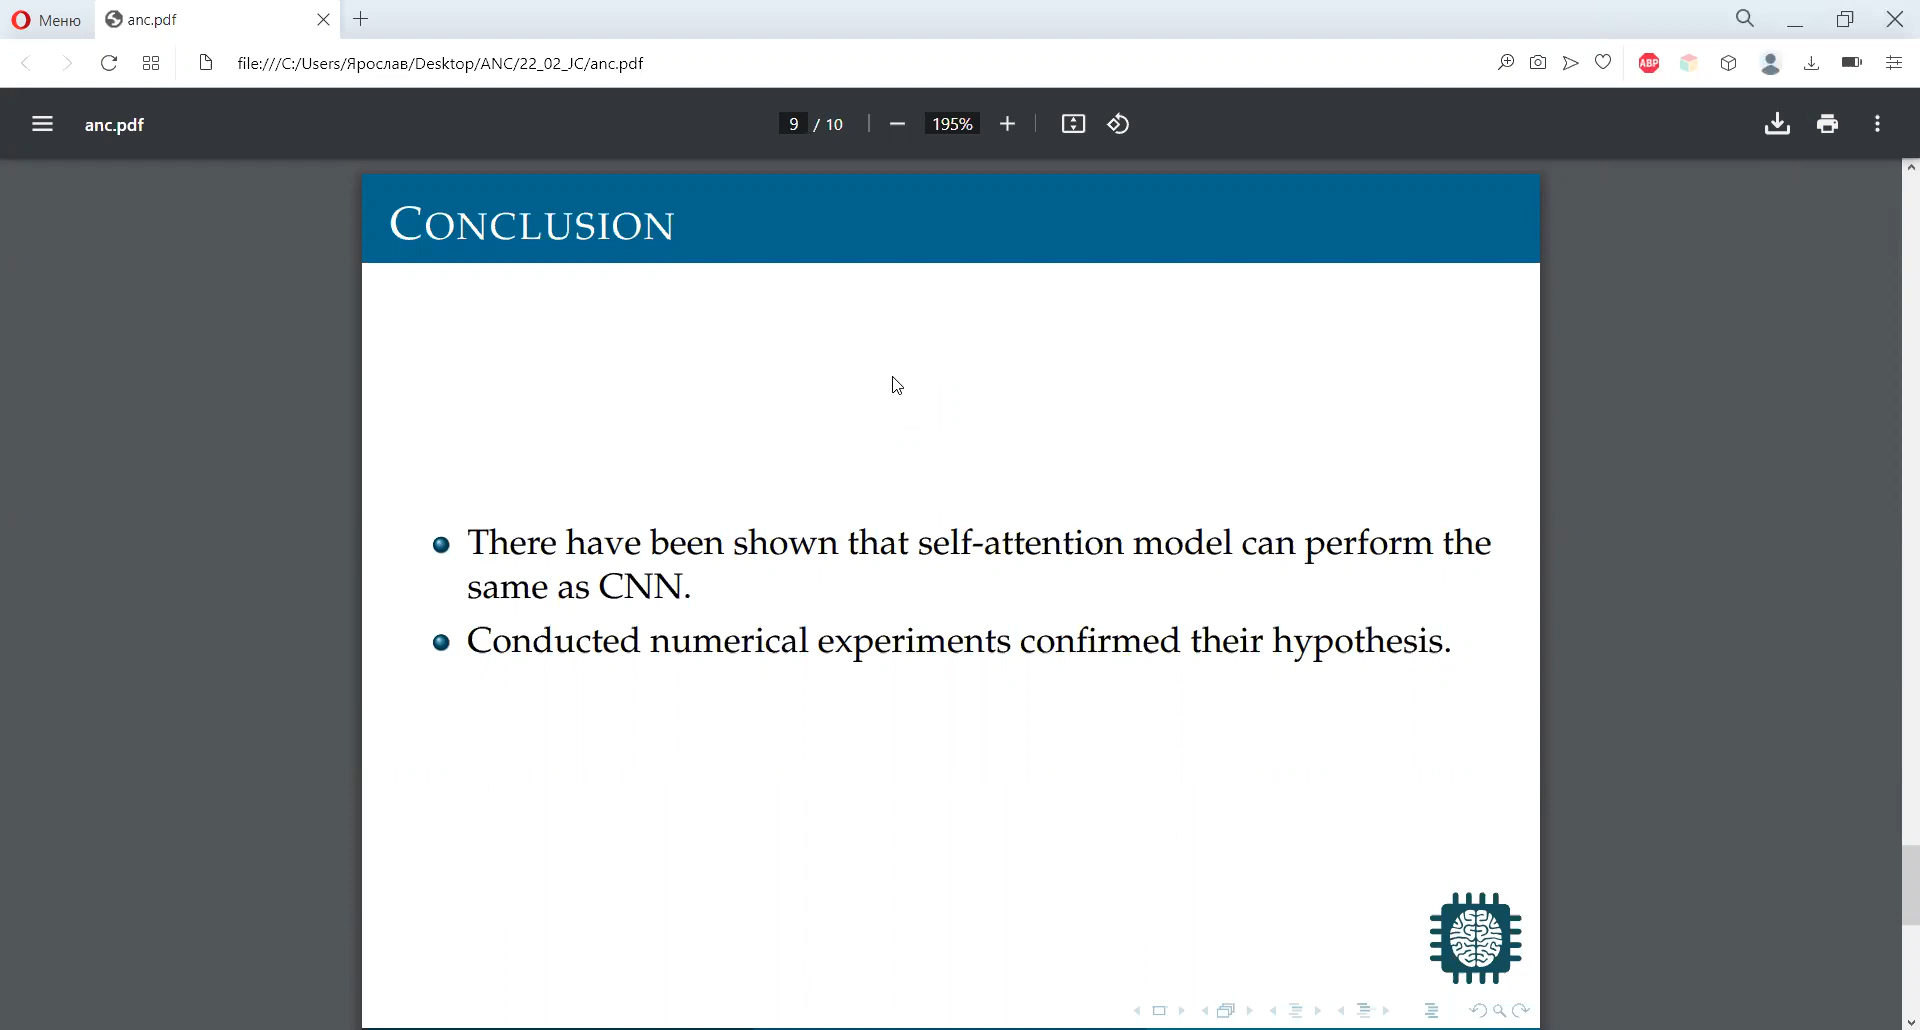 Меню
anc.pdf
file:///C:/Users/Ярослав/Desktop/ANC/22_02_JC/anc.pdf
ABP
anc.pdf
9 / 10
195%
CONCLUSION
There have been shown that self-attention model can perform the
same as CNN.
Conducted numerical experiments confirmed their hypothesis.